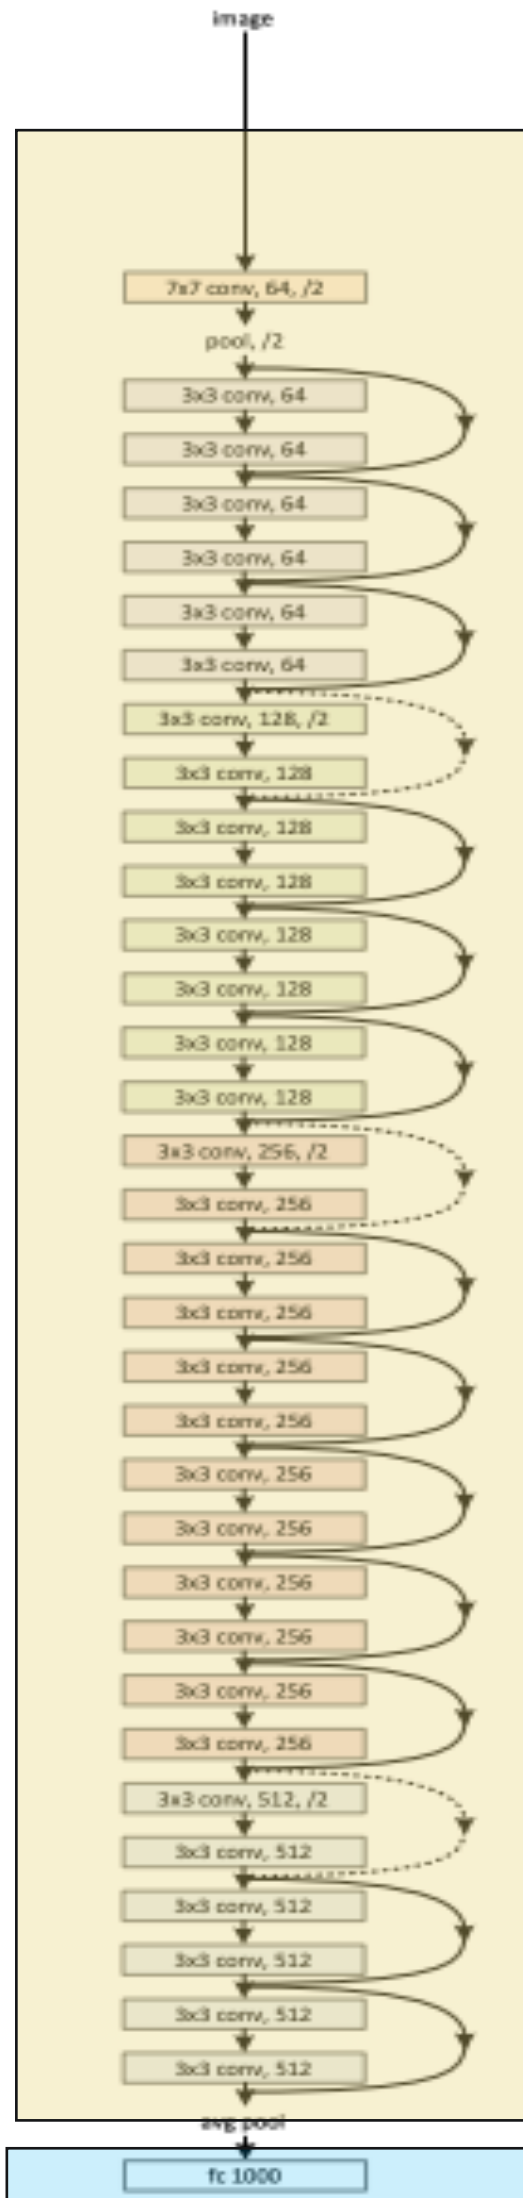 image
7x7 conv, 64, /2
pool, /2
3x3 conv, 64
3x3 conv, 64
3x3 conv, 64
3x3 conv, 64
3x3 conv, 64
3x3 conv, 64
3x3 conv, 128, /2
3x3 conv, 128
3x3 conv, 128
3x3 conv, 128
3x3 conv, 128
3x3 conv, 128
3x3 conv, 128
3x3 conv, 128
3x3 conv, 256, /2
3x3 conv, 256
3x3 conv, 256
3x3 conv, 256
3x3 conv, 256
3x3 conv, 256
3x3 conv, 256
3x3 conv, 256
3x3 conv, 256
3x3 conv, 256
3x3 conv, 256
3x3 conv, 256
3x3 conv, 512, /2
3x3 conv, 512
3x3 conv, 512
3x3 conv, 512
3x3 conv, 512
3x3 conv, 512
avg pool
fc 1000